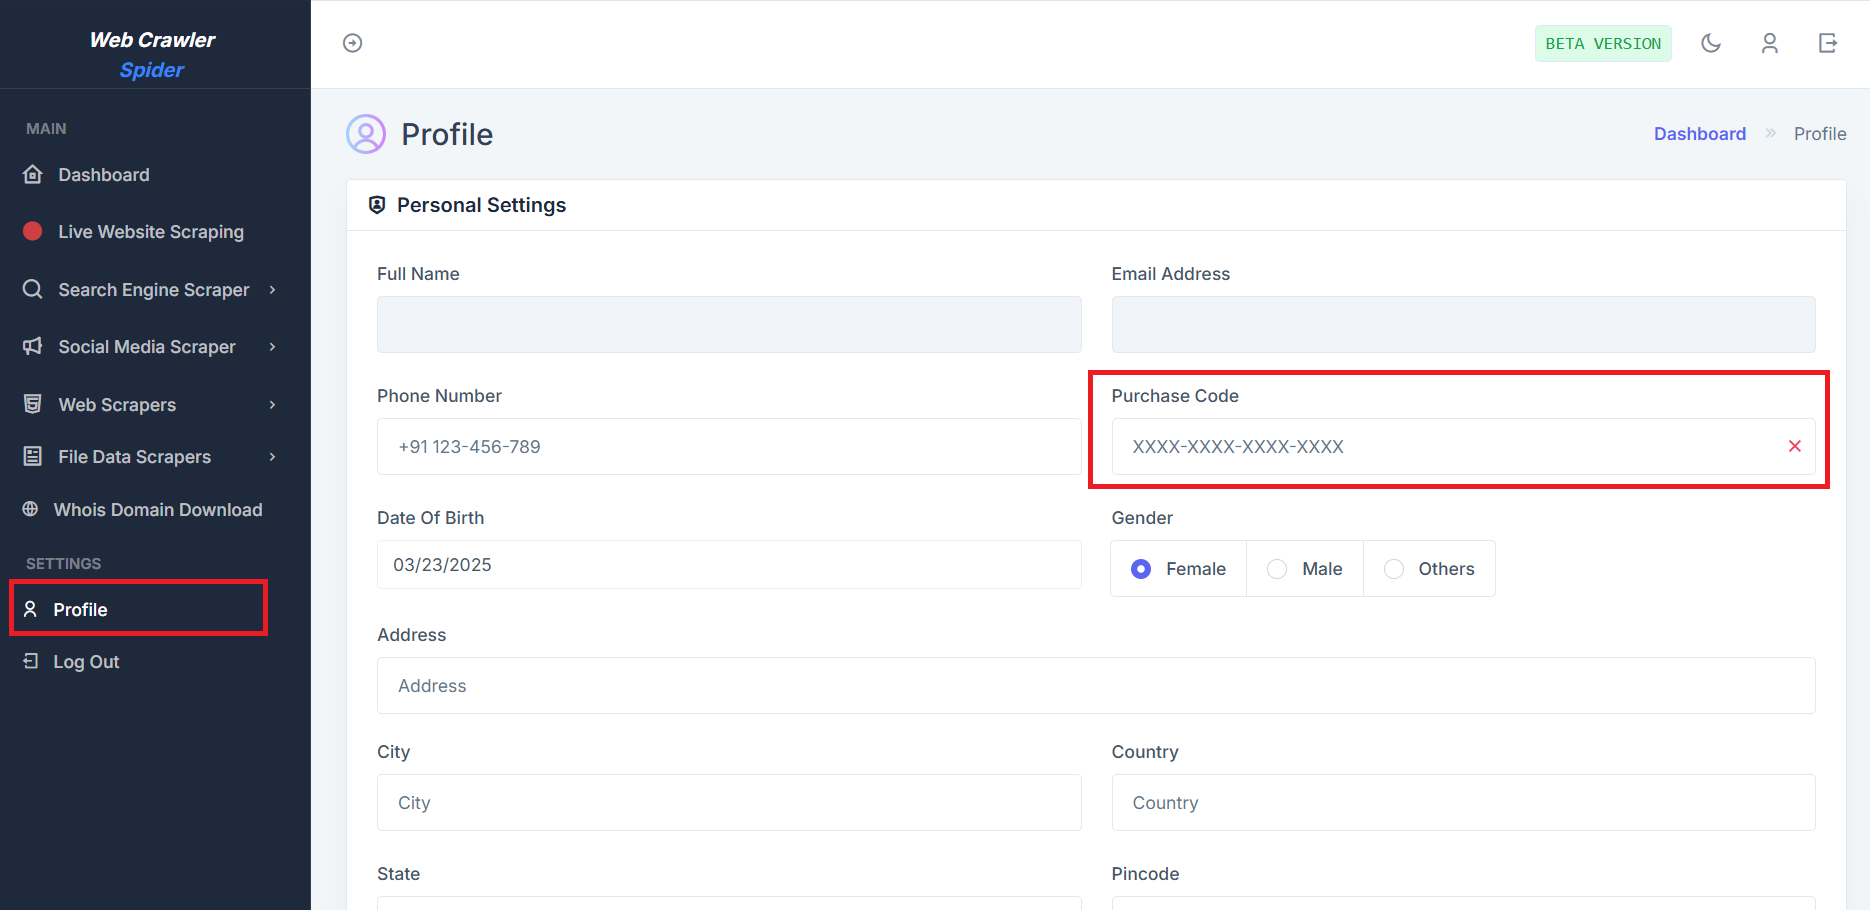 Web Crawler
Spider
BETA VERSION
MAIN
Dashboard
Live Website Scraping
Search Engine Scraper
Social Media Scraper
Web Scrapers
File Data Scrapers
Whois Domain Download
SETTINGS
Profile
Log Out
Profile
Dashboard » Profile
Personal Settings
Full Name
Email Address
Phone Number
+91 123-456-789
Purchase Code
XXXX-XXXX-XXXX-XXXX
Date Of Birth
03/23/2025
Gender
Female Male Others
Address
Address
City
City
Country
Country
State
Pincode